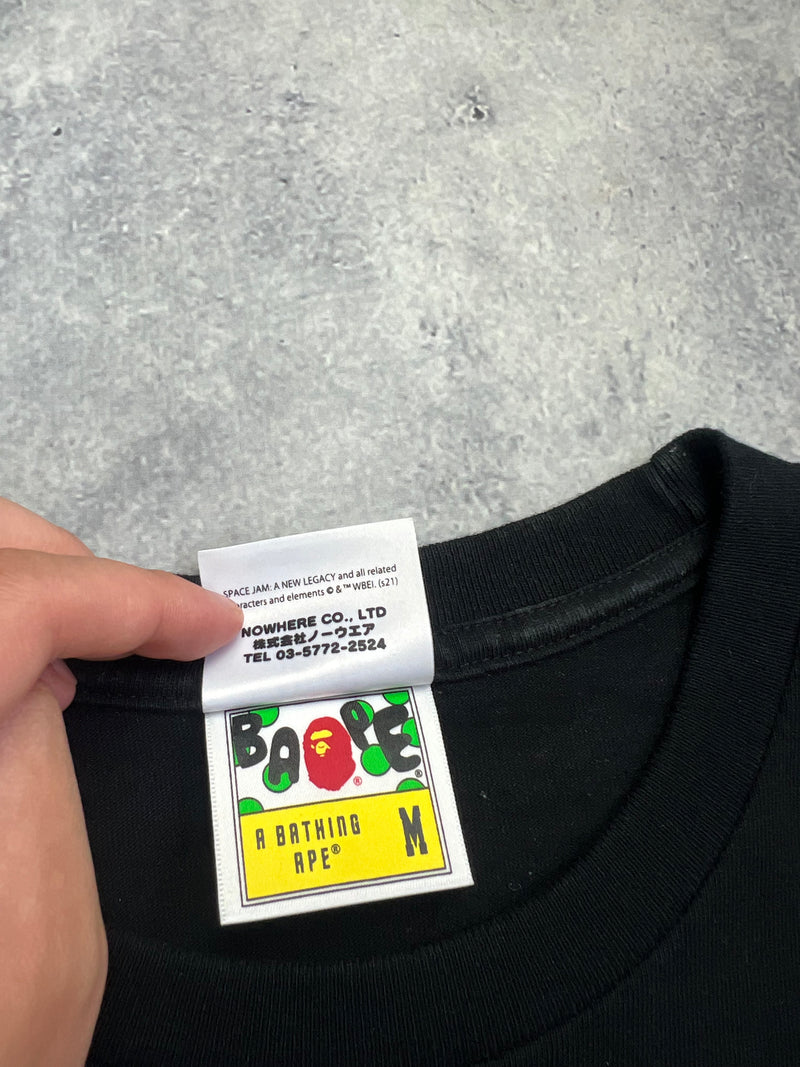 SPACE JAM: A NEW LEGACY and all related
aracters and elements © & ™ WBEI. (s21)
NOWHERE CO., LTD
株式会社ノーウエア
TEL 03-5772-2524
BAPE®
®
A BATHING
APE®
M